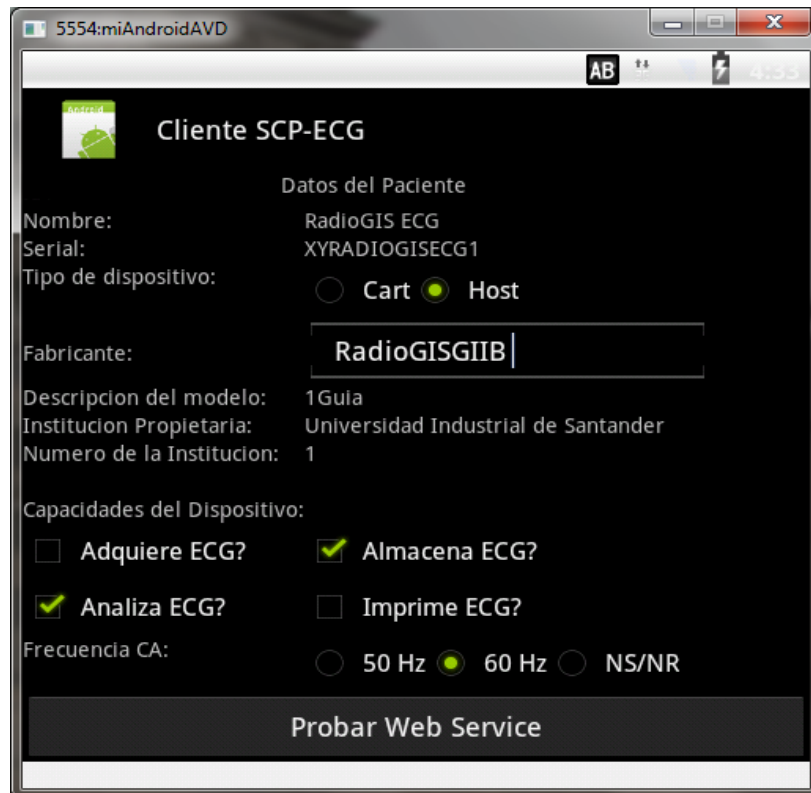 5554:miAndroidAVD
AB 4:33
Android
Cliente SCP-ECG
Datos del Paciente
Nombre: RadioGIS ECG
Serial: XYRADIOGISECG1
Tipo de dispositivo: Cart Host
Fabricante: RadioGISGIIB
Descripcion del modelo: 1Guia
Institucion Propietaria: Universidad Industrial de Santander
Numero de la Institucion: 1
Capacidades del Dispositivo:
Adquiere ECG? Almacena ECG?
Analiza ECG? Imprime ECG?
Frecuencia CA: 50 Hz 60 Hz NS/NR
Probar Web Service